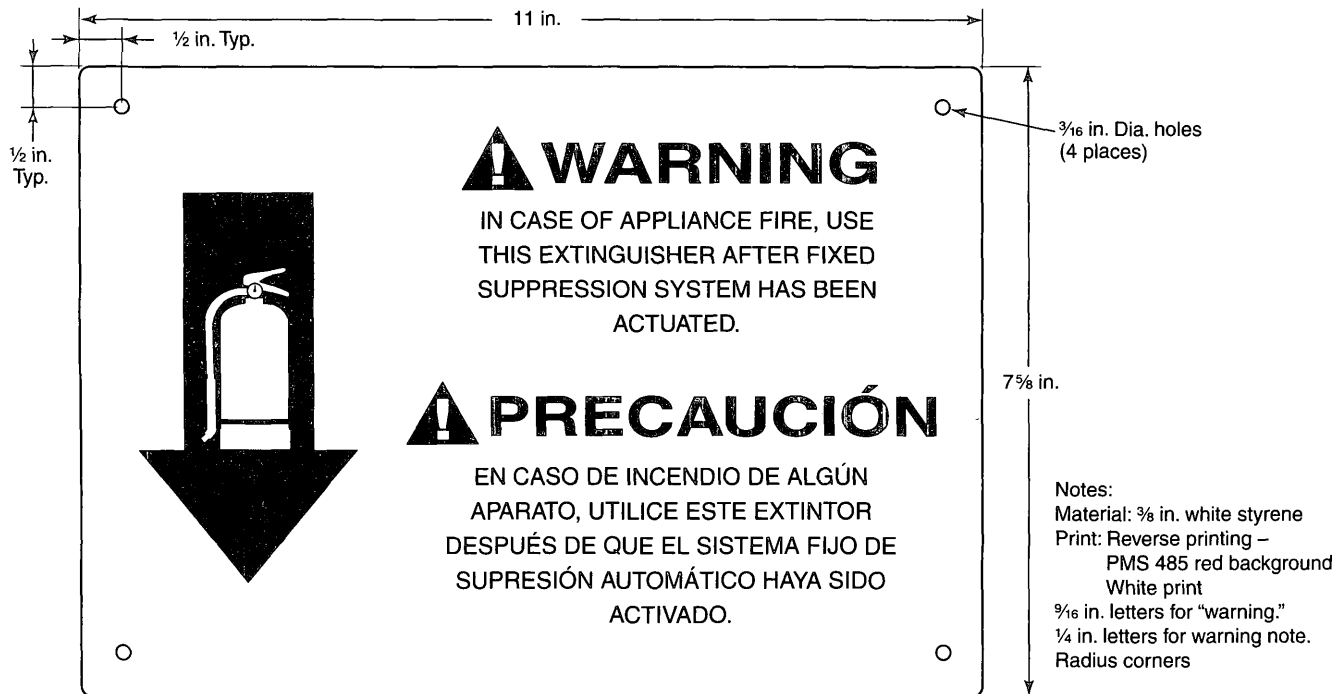 11 in.
½ in. Typ.
½ in.
Typ.
3⁄16 in. Dia. holes
(4 places)
! WARNING
IN CASE OF APPLIANCE FIRE, USE
THIS EXTINGUISHER AFTER FIXED
SUPPRESSION SYSTEM HAS BEEN
ACTUATED.
7⅝ in.
! PRECAUCIÓN
EN CASO DE INCENDIO DE ALGÚN
APARATO, UTILICE ESTE EXTINTOR
DESPUÉS DE QUE EL SISTEMA FIJO DE
SUPRESIÓN AUTOMÁTICO HAYA SIDO
ACTIVADO.
Notes:
Material: ⅜ in. white styrene
Print: Reverse printing –
PMS 485 red background
White print
9⁄16 in. letters for “warning.”
¼ in. letters for warning note.
Radius corners